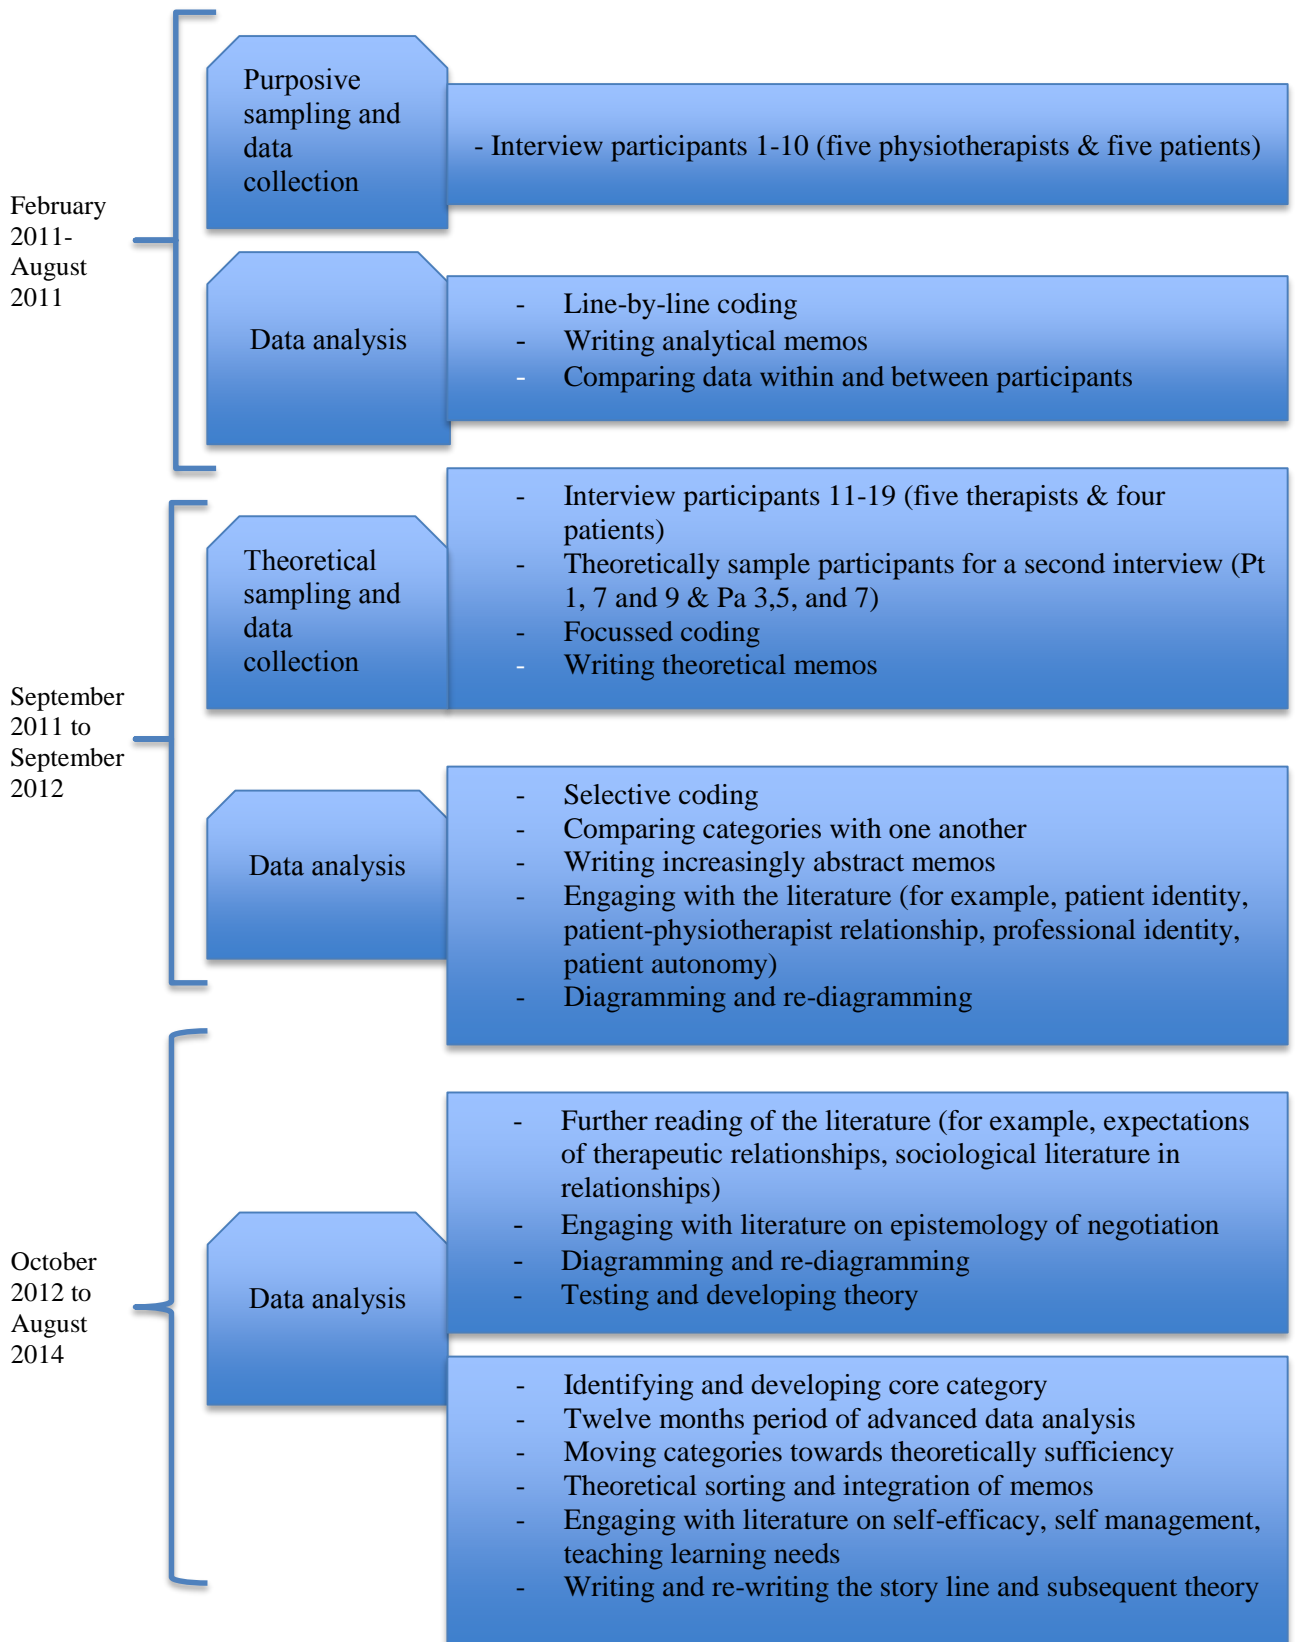 February
2011-
August
2011
Purposive
sampling and
data
collection
- Interview participants 1-10 (five physiotherapists & five patients)
Data analysis
- Line-by-line coding
- Writing analytical memos
- Comparing data within and between participants
September
2011 to
September
2012
Theoretical
sampling and
data
collection
- Interview participants 11-19 (five therapists & four
patients)
- Theoretically sample participants for a second interview (Pt
1, 7 and 9 & Pa 3,5, and 7)
- Focussed coding
- Writing theoretical memos
Data analysis
- Selective coding
- Comparing categories with one another
- Writing increasingly abstract memos
- Engaging with the literature (for example, patient identity,
patient-physiotherapist relationship, professional identity,
patient autonomy)
- Diagramming and re-diagramming
October
2012 to
August
2014
Data analysis
- Further reading of the literature (for example, expectations
of therapeutic relationships, sociological literature in
relationships)
- Engaging with literature on epistemology of negotiation
- Diagramming and re-diagramming
- Testing and developing theory
- Identifying and developing core category
- Twelve months period of advanced data analysis
- Moving categories towards theoretically sufficiency
- Theoretical sorting and integration of memos
- Engaging with literature on self-efficacy, self management,
teaching learning needs
- Writing and re-writing the story line and subsequent theory